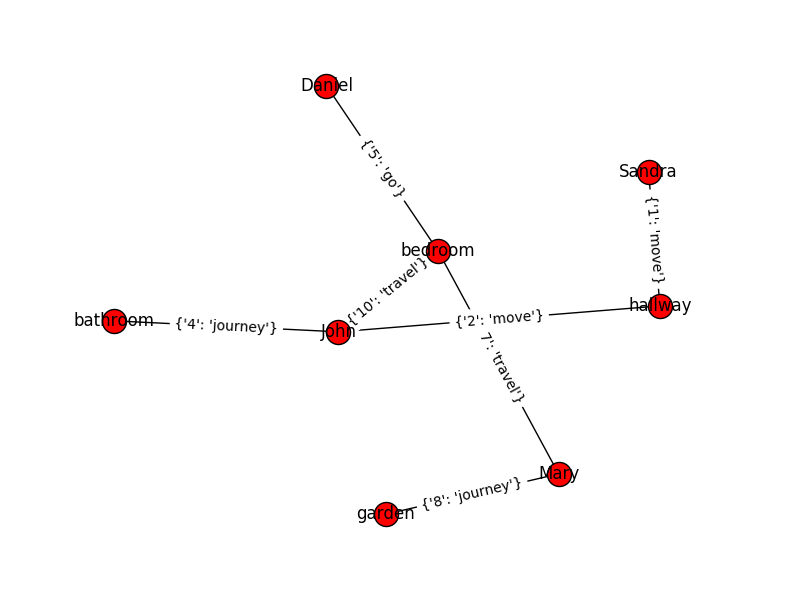 Daniel
{'5': 'go'}
Sandra
{'1': 'move'}
bedroom
{'10': 'travel'}
hallway
bathroom
{'4': 'journey'}
John
{'2': 'move'}
7': 'travel'}
Mary
{'8': 'journey'}
garden